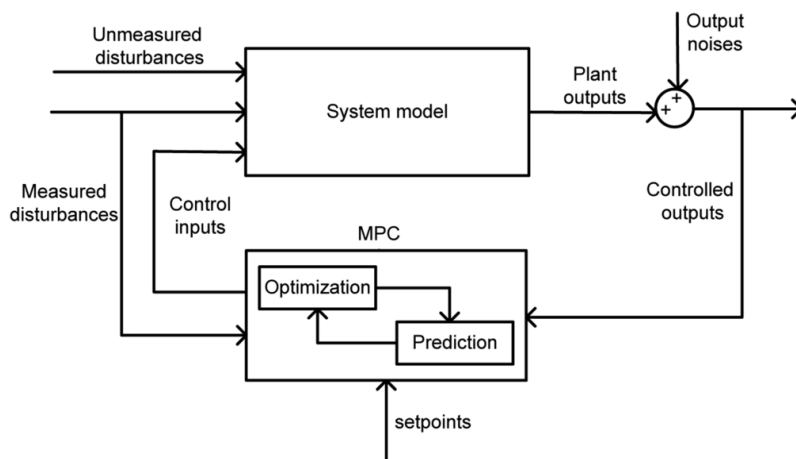 Unmeasured
disturbances
Output
noises
System model
Plant
outputs
+
+
Measured
disturbances
Control
inputs
Controlled
outputs
MPC
Optimization
Prediction
setpoints